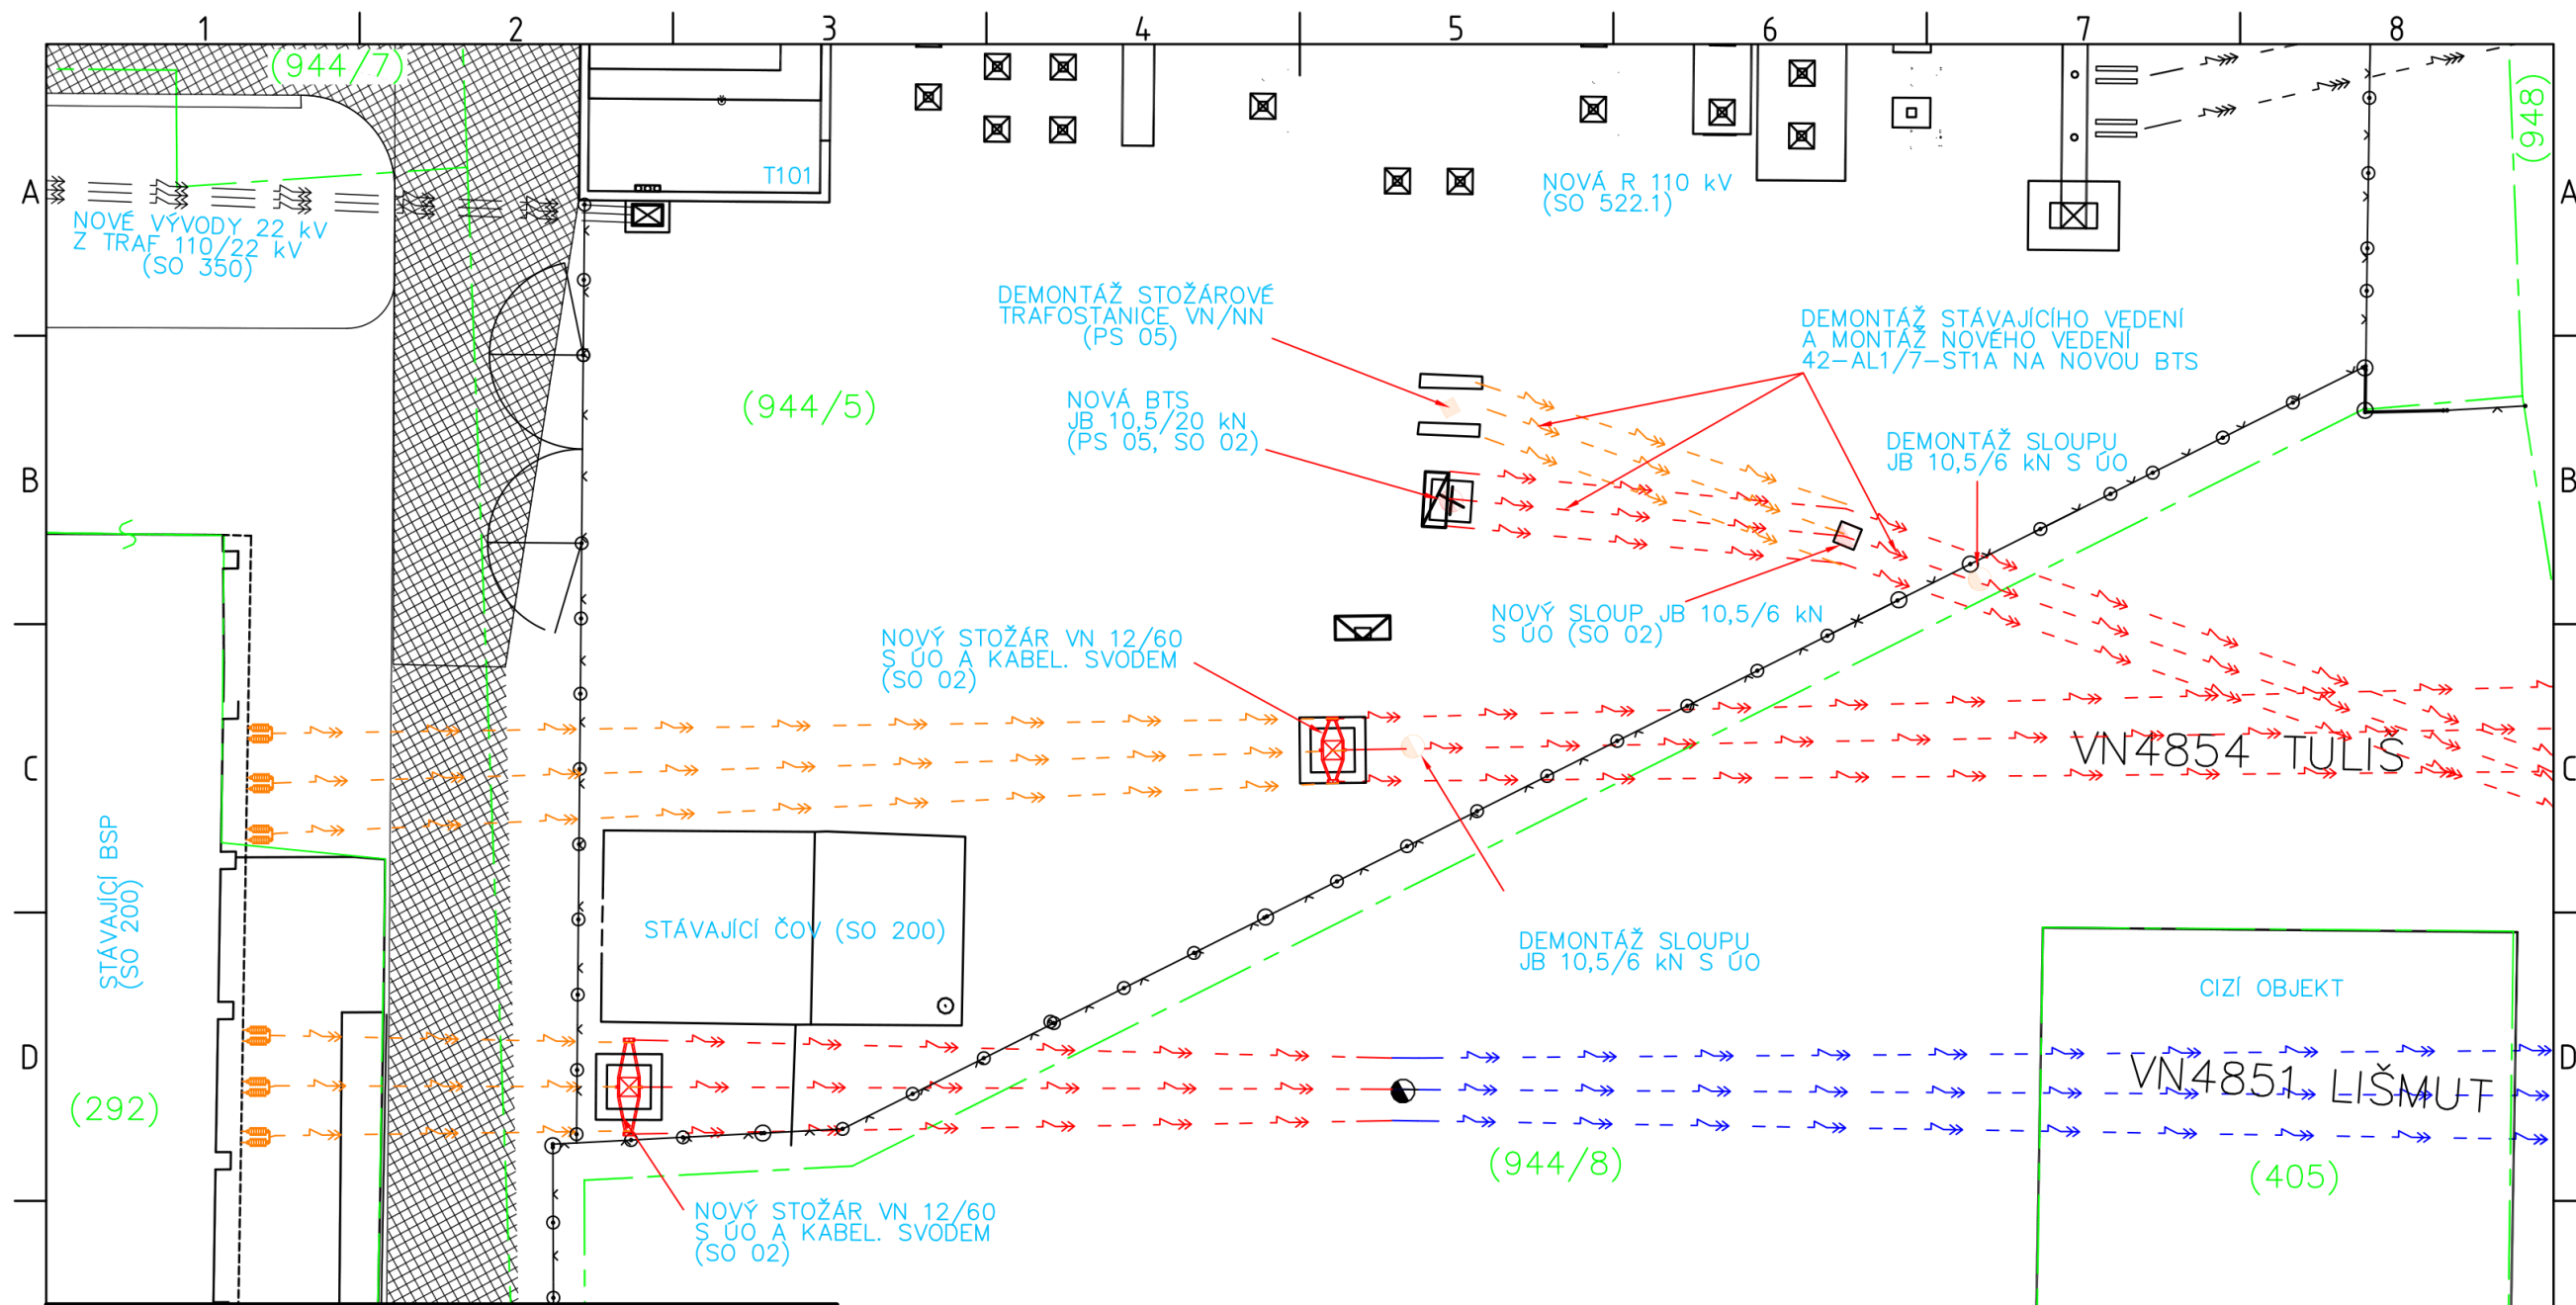 1 2 3 4 5 6 7 8
(944/7)
(948)
T101
A A
NOVÁ R 110 kV
(SO 522.1)
NOVÉ VÝVODY 22 kV
Z TRAF 110/22 kV
(SO 350)
DEMONTÁŽ STOŽÁROVÉ
TRAFOSTANICE VN/NN
(PS 05)
DEMONTÁŽ STÁVAJÍCÍHO VEDENÍ
A MONTÁŽ NOVÉHO VEDENÍ
42-AL1/7-ST1A NA NOVOU BTS
(944/5)
NOVÁ BTS
JB 10,5/20 kN
(PS 05, SO 02)
DEMONTÁŽ SLOUPU
JB 10,5/6 kN S ÚO
B B
NOVÝ SLOUP JB 10,5/6 kN
S ÚO (SO 02)
NOVÝ STOŽÁR VN 12/60
S ÚO A KABEL. SVODEM
(SO 02)
VN4854 TULIS
C C
STÁVAJÍCÍ BSP
(SO 200)
STÁVAJÍCÍ ČOV (SO 200)
DEMONTÁŽ SLOUPU
JB 10,5/6 kN S ÚO
CIZÍ OBJEKT
D D
VN4851 LIŠMUT
(292)
(944/8)
(405)
NOVÝ STOŽÁR VN 12/60
S ÚO A KABEL. SVODEM
(SO 02)